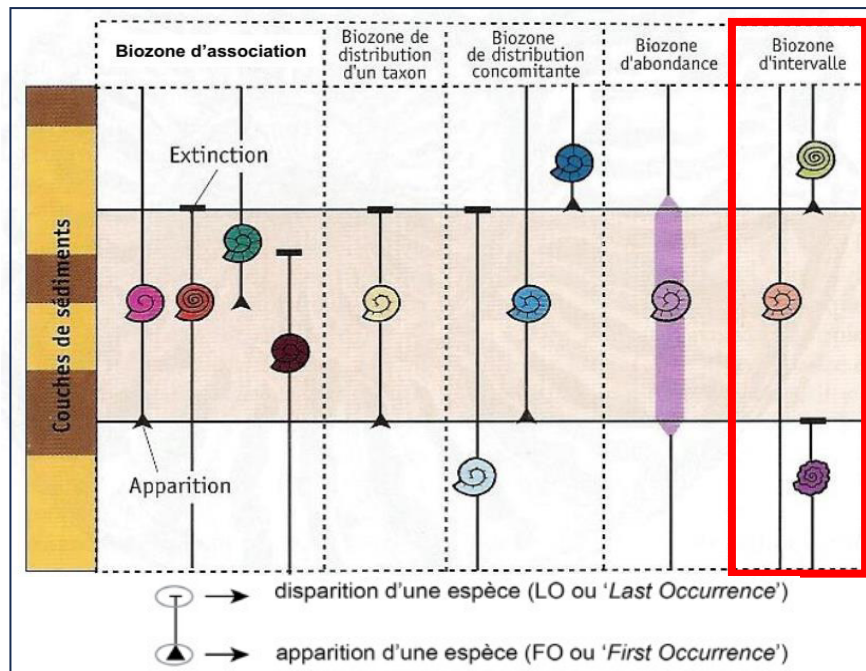 Biozone d'association
Biozone de
distribution
d'un taxon
Biozone
de distribution
concomitante
Biozone
d'abondance
Biozone
d'intervalle
Extinction
Couches de sédiments
Apparition
disparition d'une espèce (LO ou 'Last Occurrence')
apparition d'une espèce (FO ou 'First Occurrence')